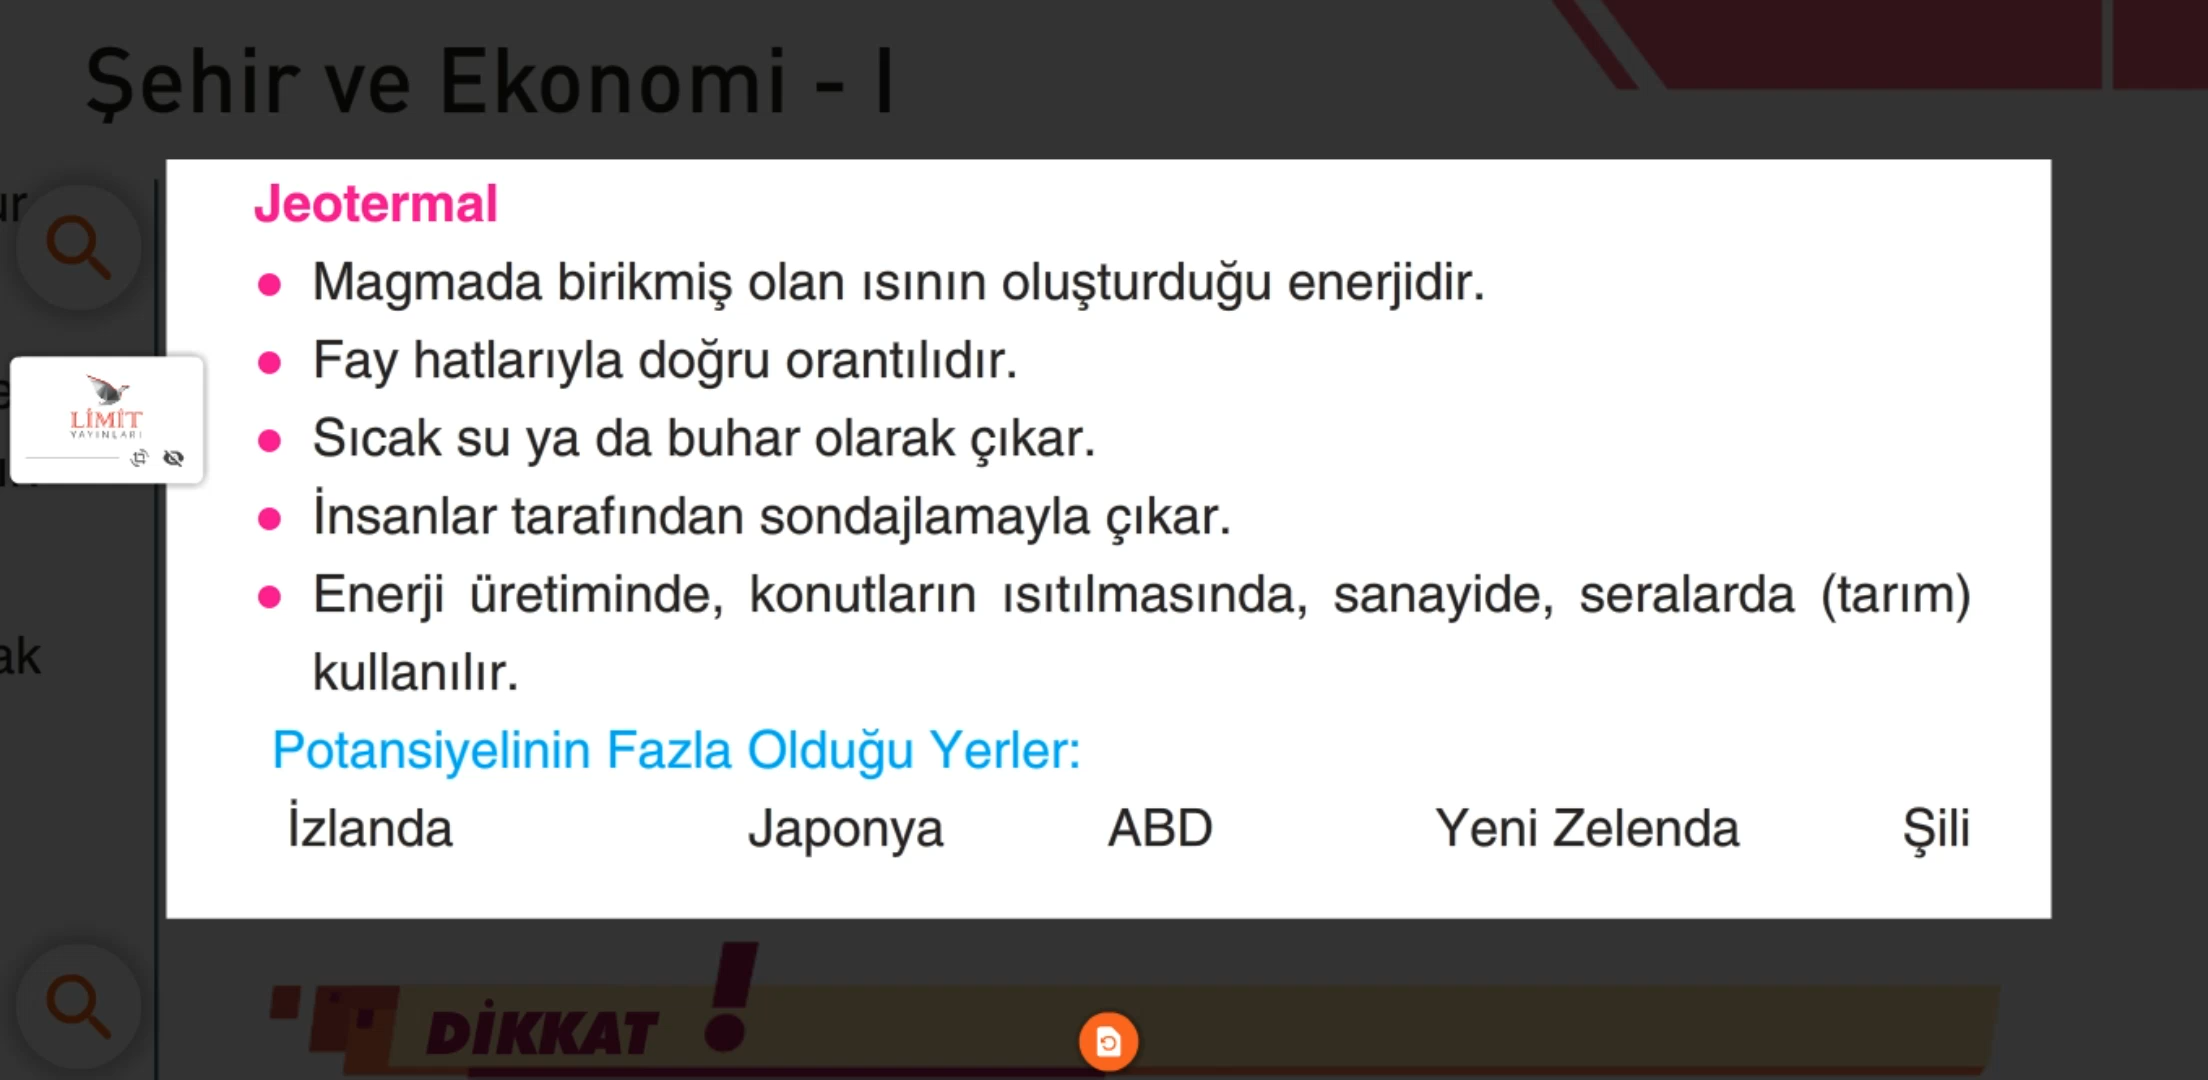 Şehir ve Ekonomi - I
ur
Jeotermal
Magmada birikmiş olan ısının oluşturduğu enerjidir.
Fay hatlarıyla doğru orantılıdır.
LİMİT
YAYINLARI
Sıcak su ya da buhar olarak çıkar.
İnsanlar tarafından sondajlamayla çıkar.
Enerji üretiminde, konutların ısıtılmasında, sanayide, seralarda (tarım)
ak
kullanılır.
Potansiyelinin Fazla Olduğu Yerler:
İzlanda Japonya ABD Yeni Zelenda Şili
DİKKAT !